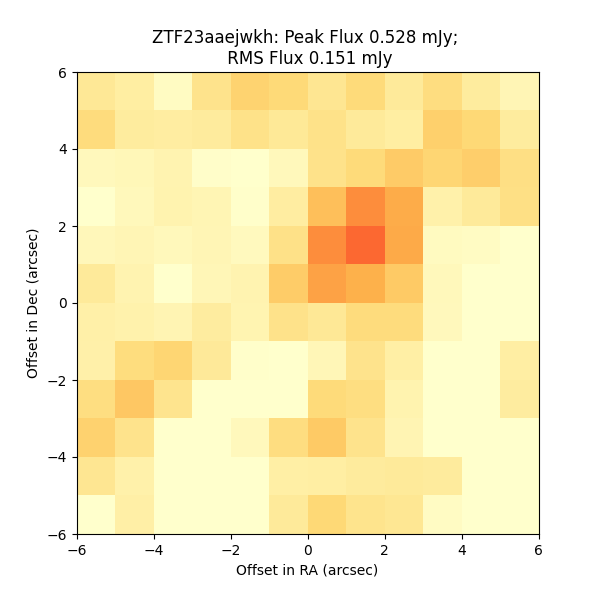 ZTF23aaejwkh: Peak Flux 0.528 mJy;
RMS Flux 0.151 mJy
6
4
2
0
−2
−4
−6
Offset in Dec (arcsec)
−6 −4 −2 0 2 4 6
Offset in RA (arcsec)